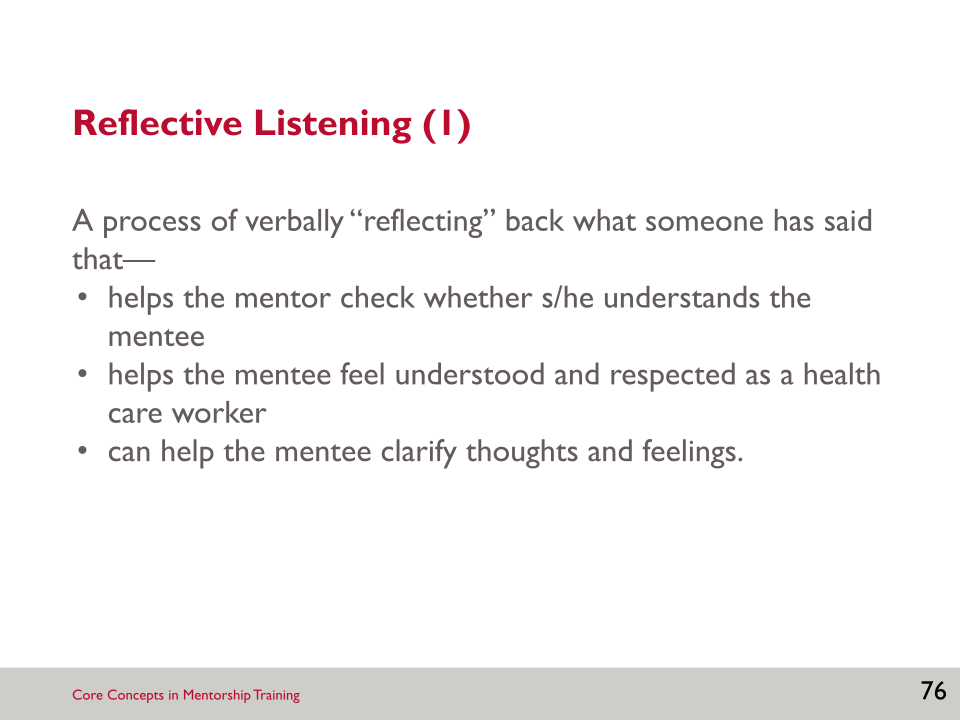 Reflective Listening (1)
A process of verbally “reflecting” back what someone has said
that—
• helps the mentor check whether s/he understands the
mentee
• helps the mentee feel understood and respected as a health
care worker
• can help the mentee clarify thoughts and feelings.
Core Concepts in Mentorship Training
76